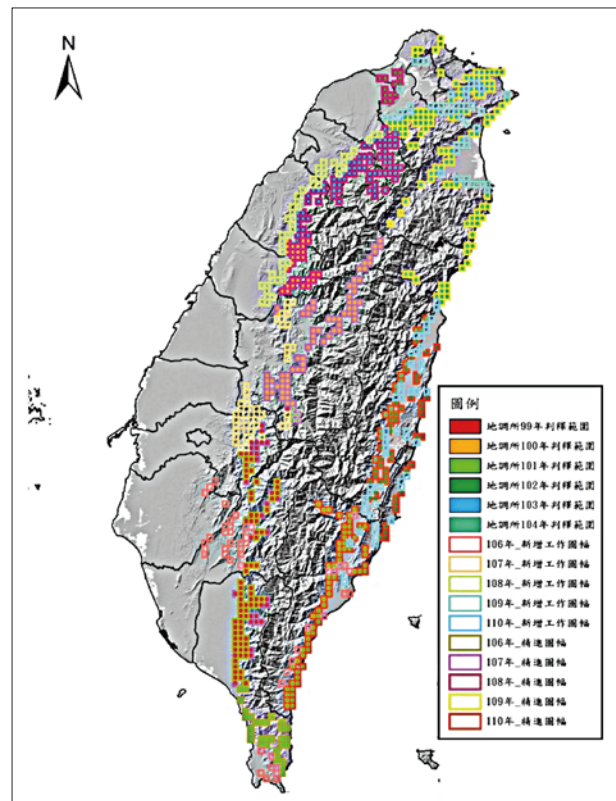 N
圖例
地調所99年判釋範圍
地調所100年判釋範圍
地調所101年判釋範圍
地調所102年判釋範圍
地調所103年判釋範圍
地調所104年判釋範圍
106年_新增工作圖幅
107年_新增工作圖幅
108年_新增工作圖幅
109年_新增工作圖幅
110年_新增工作圖幅
106年_精進圖幅
107年_精進圖幅
108年_精進圖幅
109年_精進圖幅
110年_精進圖幅